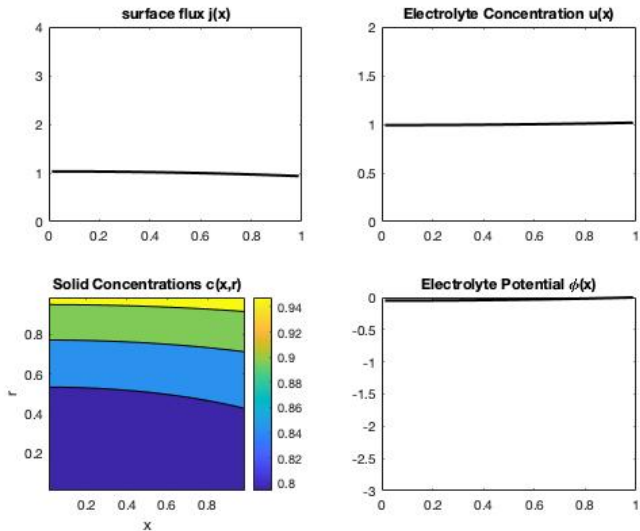 surface flux j(x)
4
3
2
1
0
0 0.2 0.4 0.6 0.8 1
Electrolyte Concentration u(x)
2
1.5
1
0.5
0
0 0.2 0.4 0.6 0.8 1
Solid Concentrations c(x,r)
0.8
0.6
0.4
0.2
r
0.2 0.4 0.6 0.8
x
0.94
0.92
0.9
0.88
0.86
0.84
0.82
0.8
Electrolyte Potential ϕ(x)
0
-0.5
-1
-1.5
-2
-2.5
-3
0 0.2 0.4 0.6 0.8 1